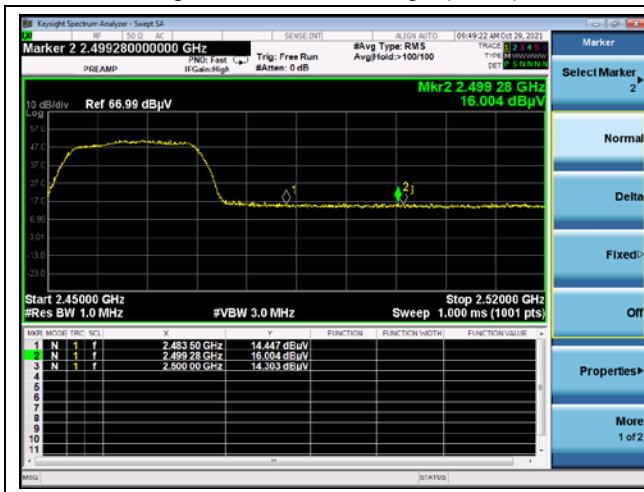 Keysight Spectrum Analyzer - Swept SA
RF 50 Ω AC SENSE:INT ALIGN AUTO 09:49:22 AM Oct 29, 2021
Marker 2 2.499280000000 GHz
PREAMP
PNO: Fast
IFGain:High
Trig: Free Run
#Atten: 0 dB
#Avg Type: RMS
Avg|Hold:>100/100
TRACE 1 2 3 4 5 6
TYPE M W W W W W
DET P S N N N N
Mkr2 2.499 28 GHz
16.004 dBµV
10 dB/div Ref 66.99 dBµV
Log
57.0
47.0
37.0
27.0
17.0
6.99
-3.01
-13.0
-23.0
1
2
3
Start 2.45000 GHz Stop 2.52000 GHz
#Res BW 1.0 MHz #VBW 3.0 MHz Sweep 1.000 ms (1001 pts)
MKR MODE TRC SCL X Y FUNCTION FUNCTION WIDTH FUNCTION VALUE
1 N 1 f 2.483 50 GHz 14.447 dBµV
2 N 1 f 2.499 28 GHz 16.004 dBµV
3 N 1 f 2.500 00 GHz 14.303 dBµV
4
5
6
7
8
9
10
11
MSG STATUS
Marker
Select Marker
2
Normal
Delta
Fixed
Off
Properties
More
1 of 2